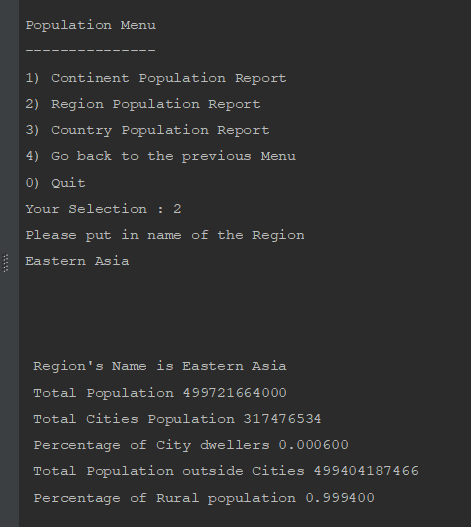 Population Menu
---------------
1) Continent Population Report
2) Region Population Report
3) Country Population Report
4) Go back to the previous Menu
0) Quit
Your Selection : 2
Please put in name of the Region
Eastern Asia
Region's Name is Eastern Asia
Total Population 499721664000
Total Cities Population 317476534
Percentage of City dwellers 0.000600
Total Population outside Cities 499404187466
Percentage of Rural population 0.999400